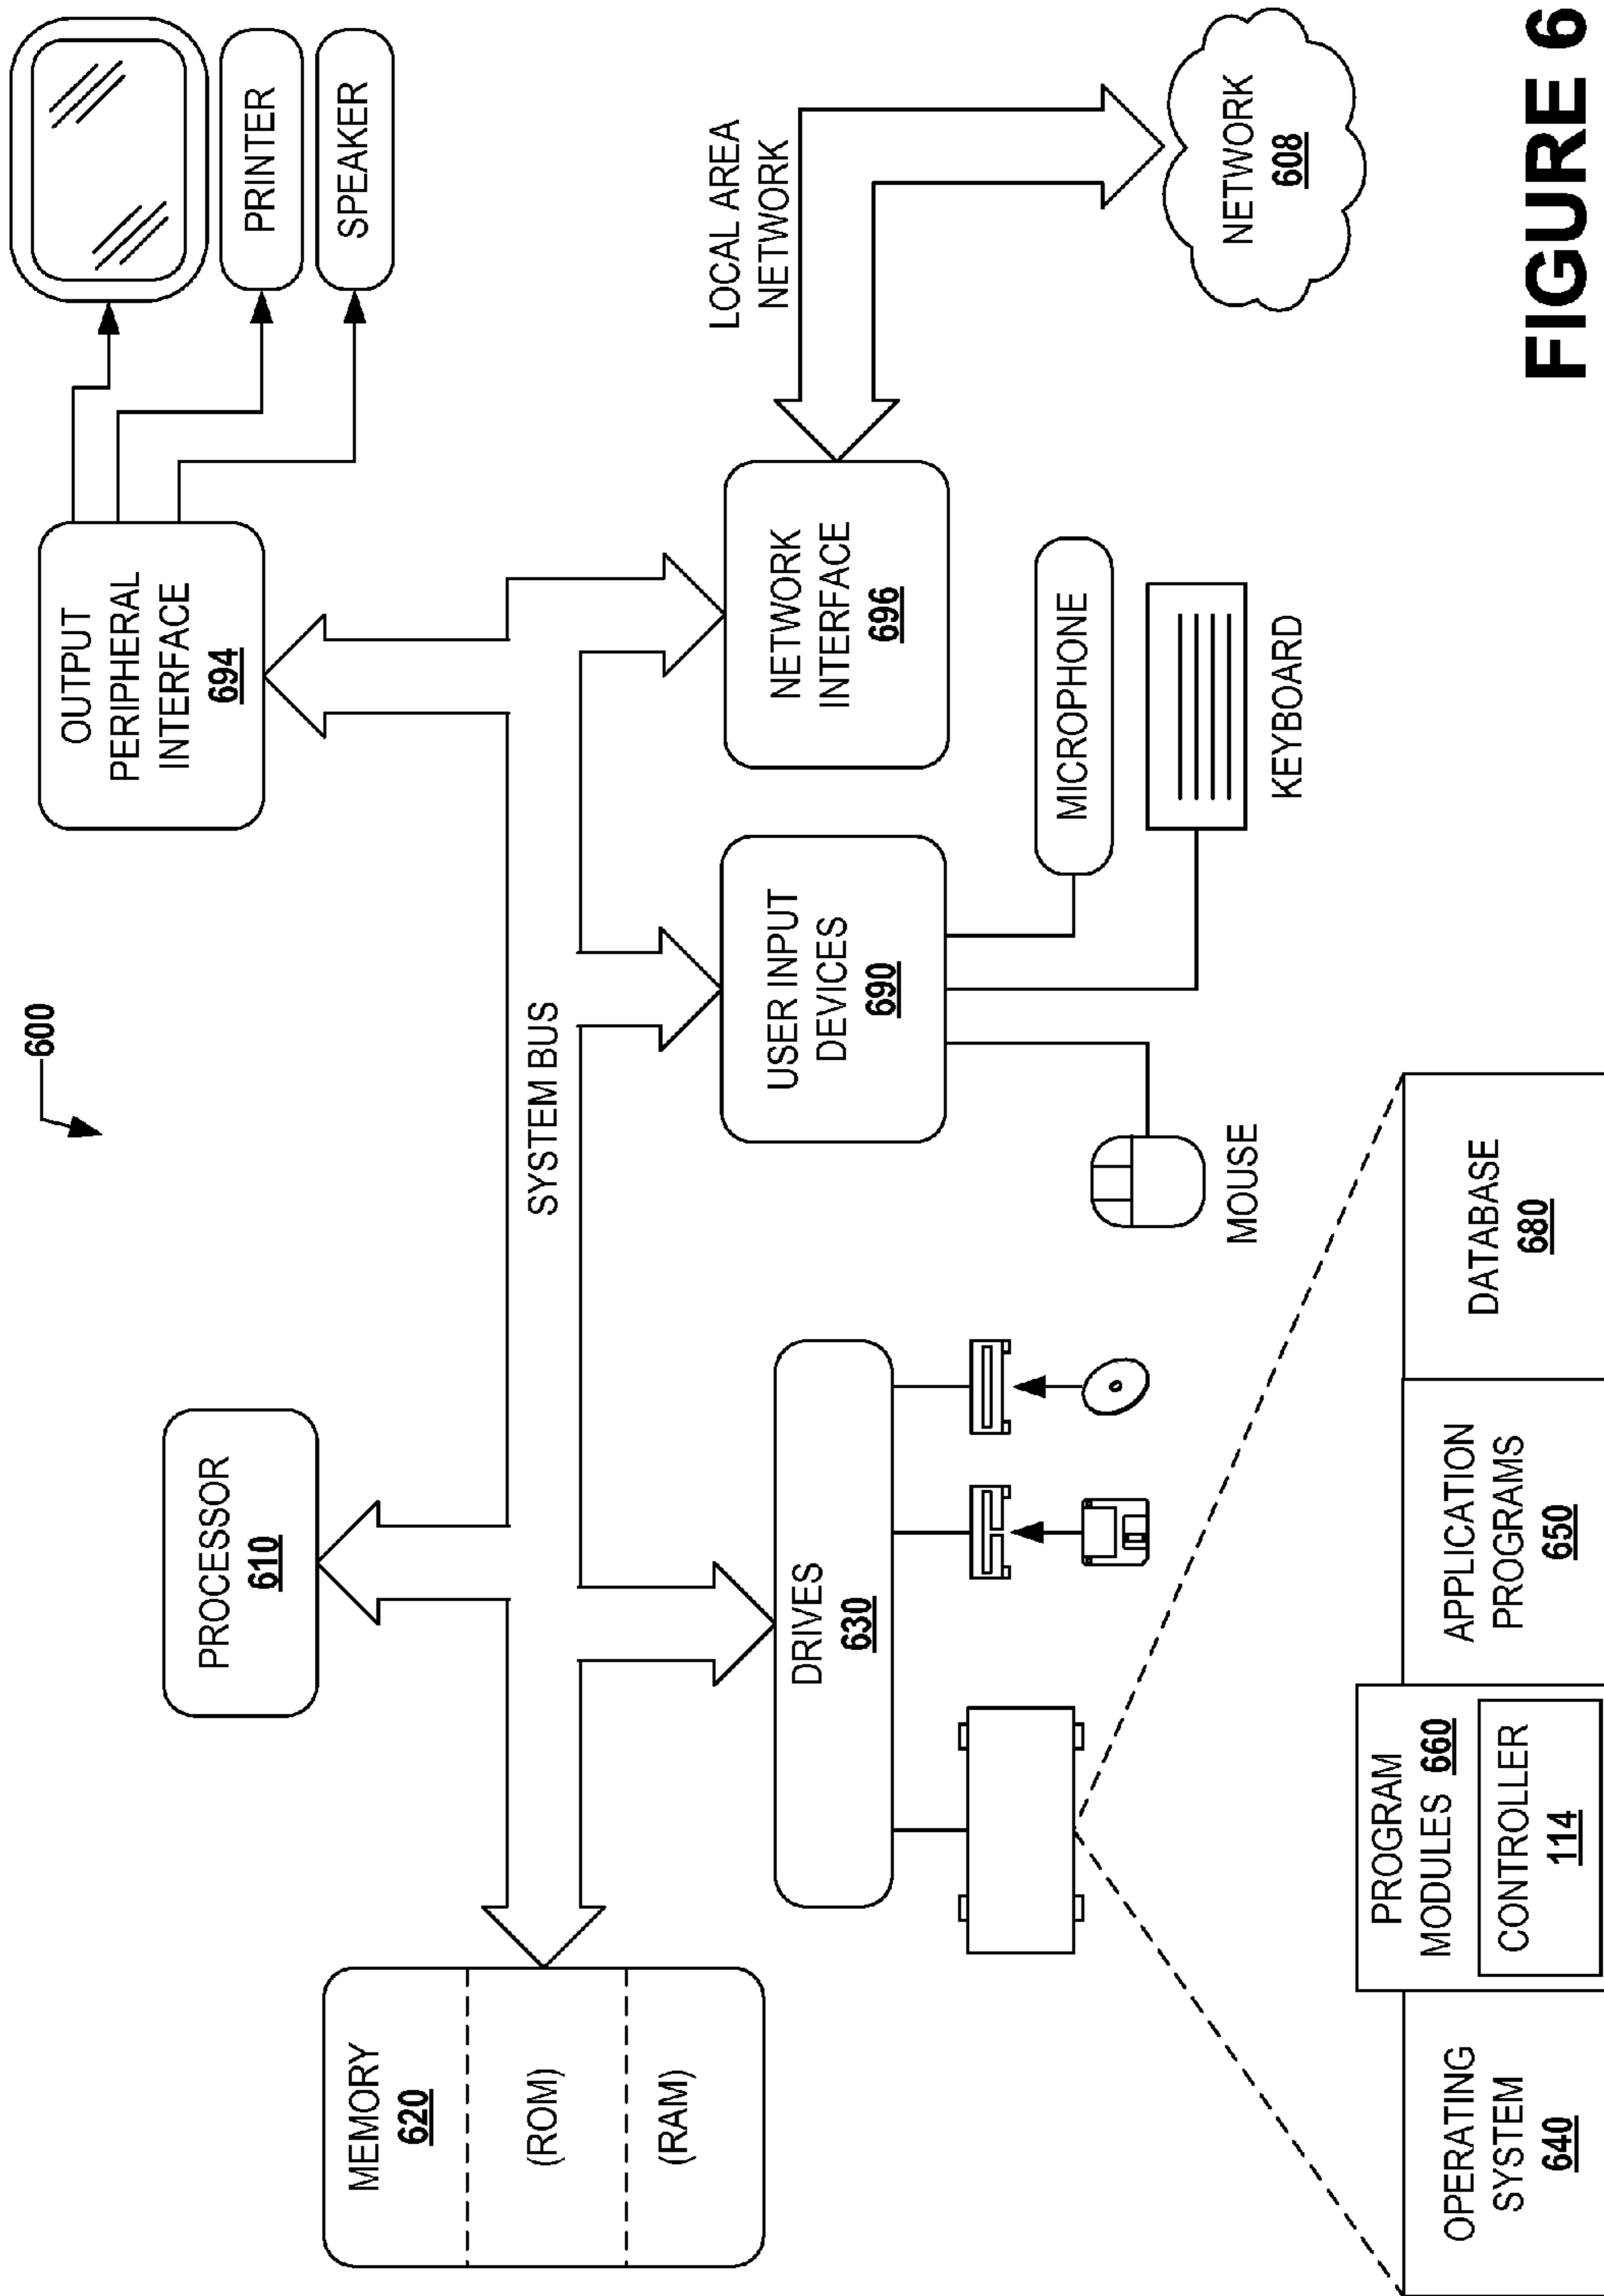 600
PROCESSOR
610
OUTPUT
PERIPHERAL
INTERFACE
694
PRINTER
SPEAKER
MEMORY
620
(ROM)
(RAM)
SYSTEM BUS
DRIVES
630
USER INPUT
DEVICES
690
NETWORK
INTERFACE
696
LOCAL AREA
NETWORK
MOUSE
MICROPHONE
KEYBOARD
NETWORK
608
OPERATING
SYSTEM
640
PROGRAM
MODULES 660
CONTROLLER
114
APPLICATION
PROGRAMS
650
DATABASE
680
FIGURE 6